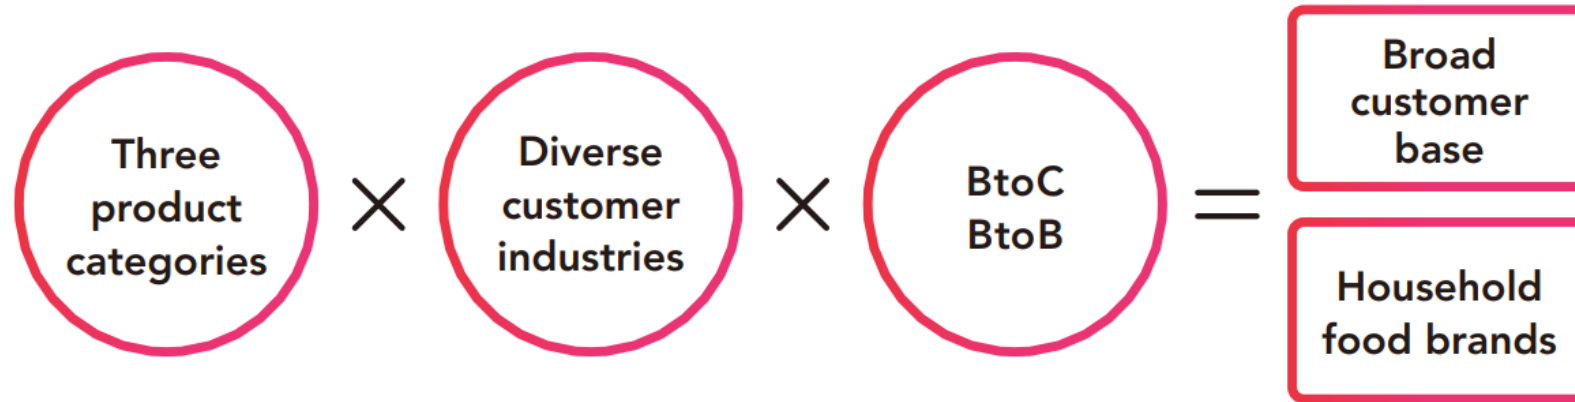 Three
product
categories
×
Diverse
customer
industries
×
BtoC
BtoB
=
Broad
customer
base
Household
food brands